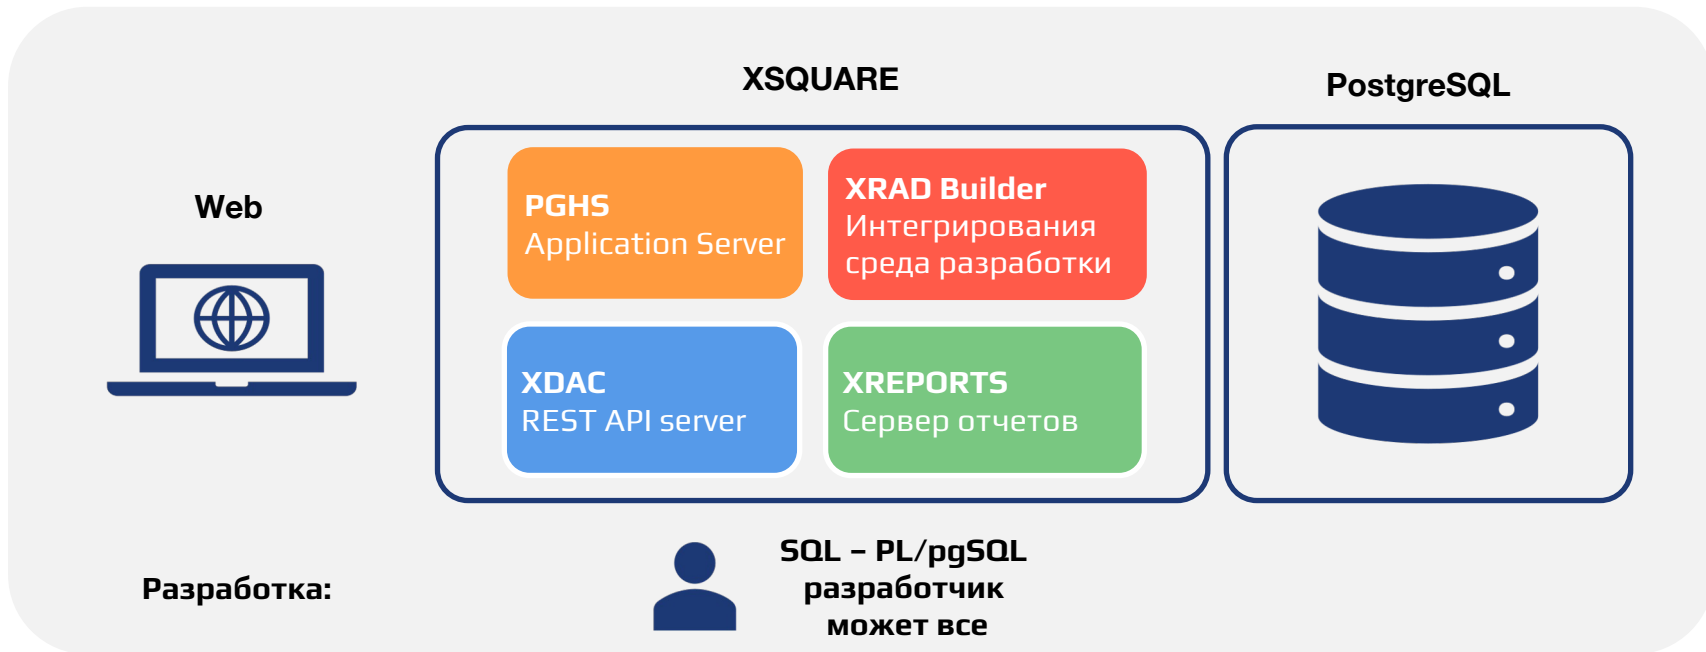 XSQUARE
PostgreSQL
Web
PGHS
Application Server
XRAD Builder
Интегрирования
среда разработки
XDAC
REST API server
XREPORTS
Сервер отчетов
Разработка:
SQL – PL/pgSQL
разработчик
может все